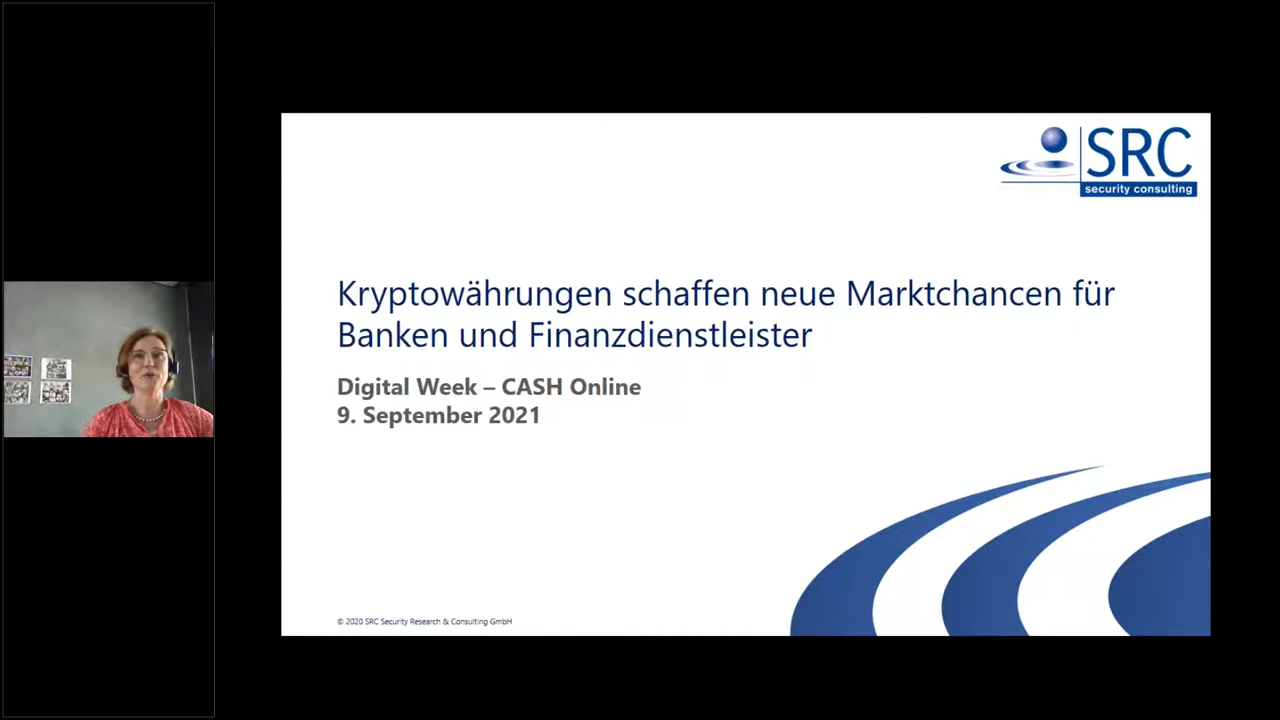 SRC
security consulting
Kryptowährungen schaffen neue Marktchancen für
Banken und Finanzdienstleister
Digital Week – CASH Online
9. September 2021
© 2020 SRC Security Research & Consulting GmbH